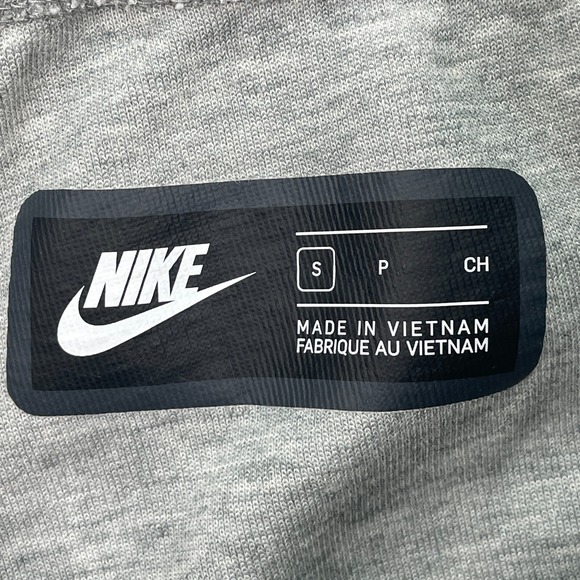 NIKE
S P CH
MADE IN VIETNAM
FABRIQUE AU VIETNAM